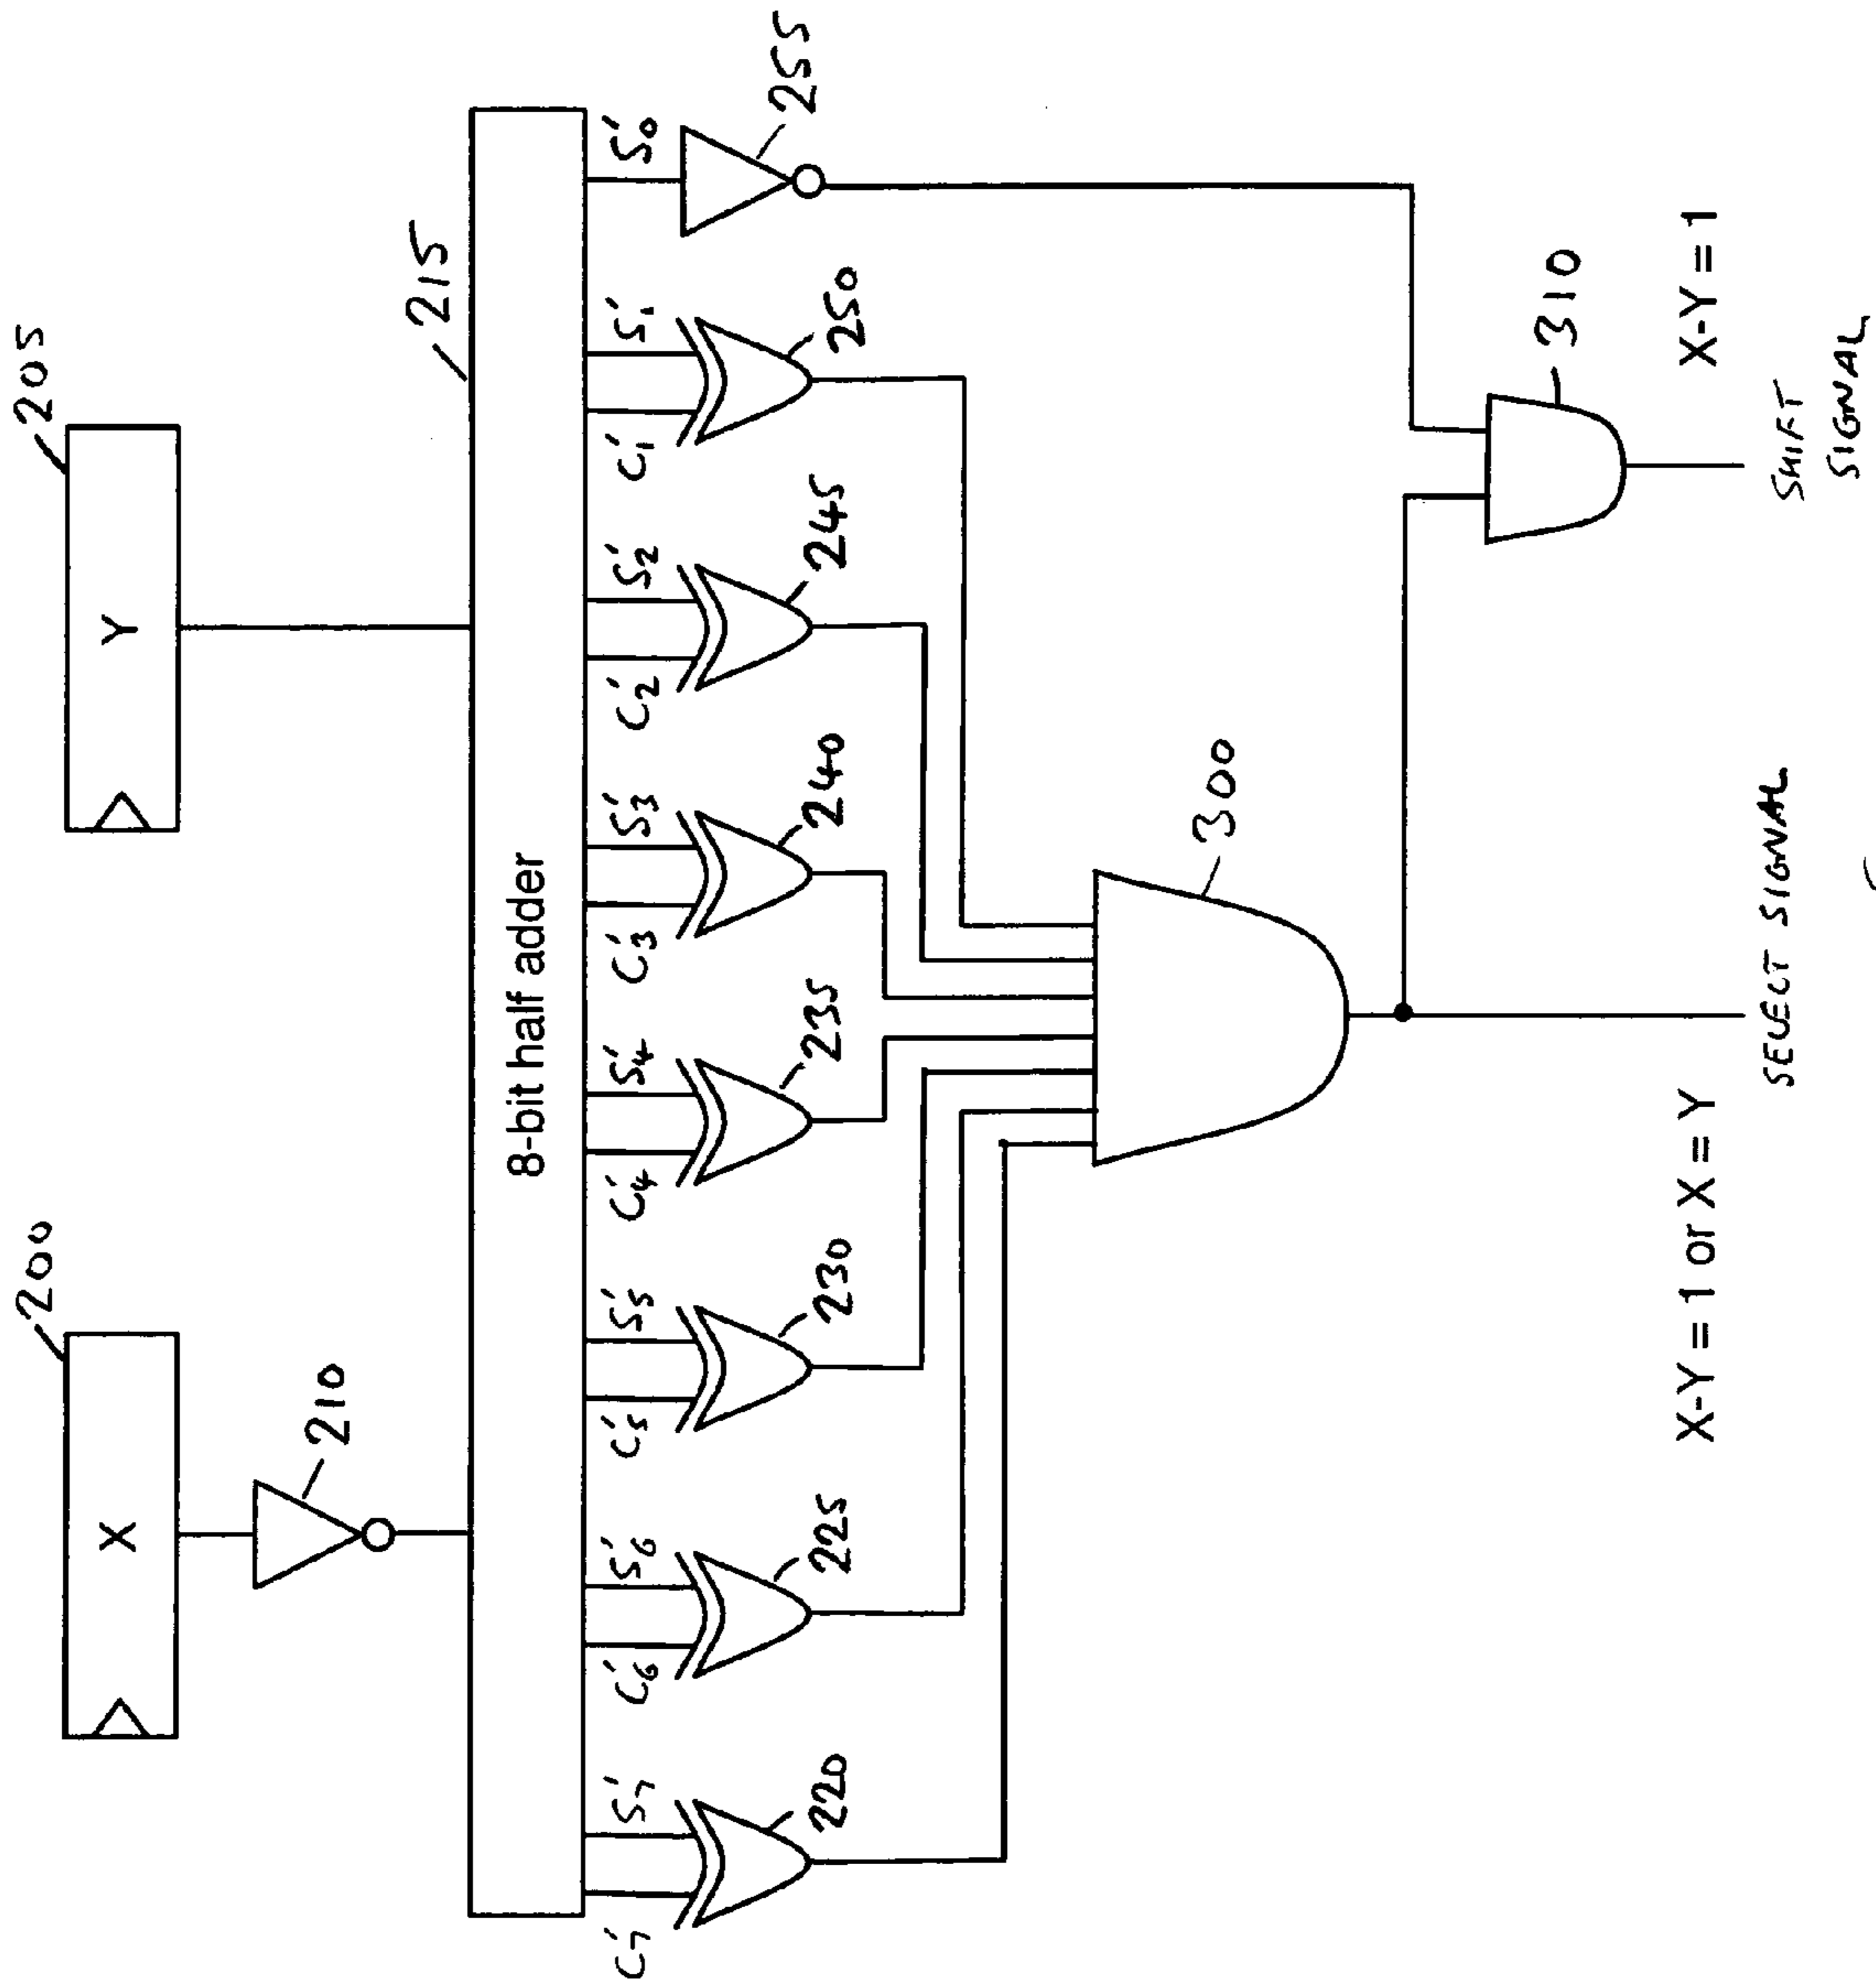 200
205
X
Y
210
215
8-bit half adder
C'7 S'7 C'6 S'6 C'5 S'5 C'4 S'4 C'3 S'3 C'2 S'2 C'1 S'1 S'0
220 225 230 235 240 245 250 255
300
310
X-Y = 1 or X = Y
X-Y = 1
SELECT SIGNAL
SHIFT
SIGNAL